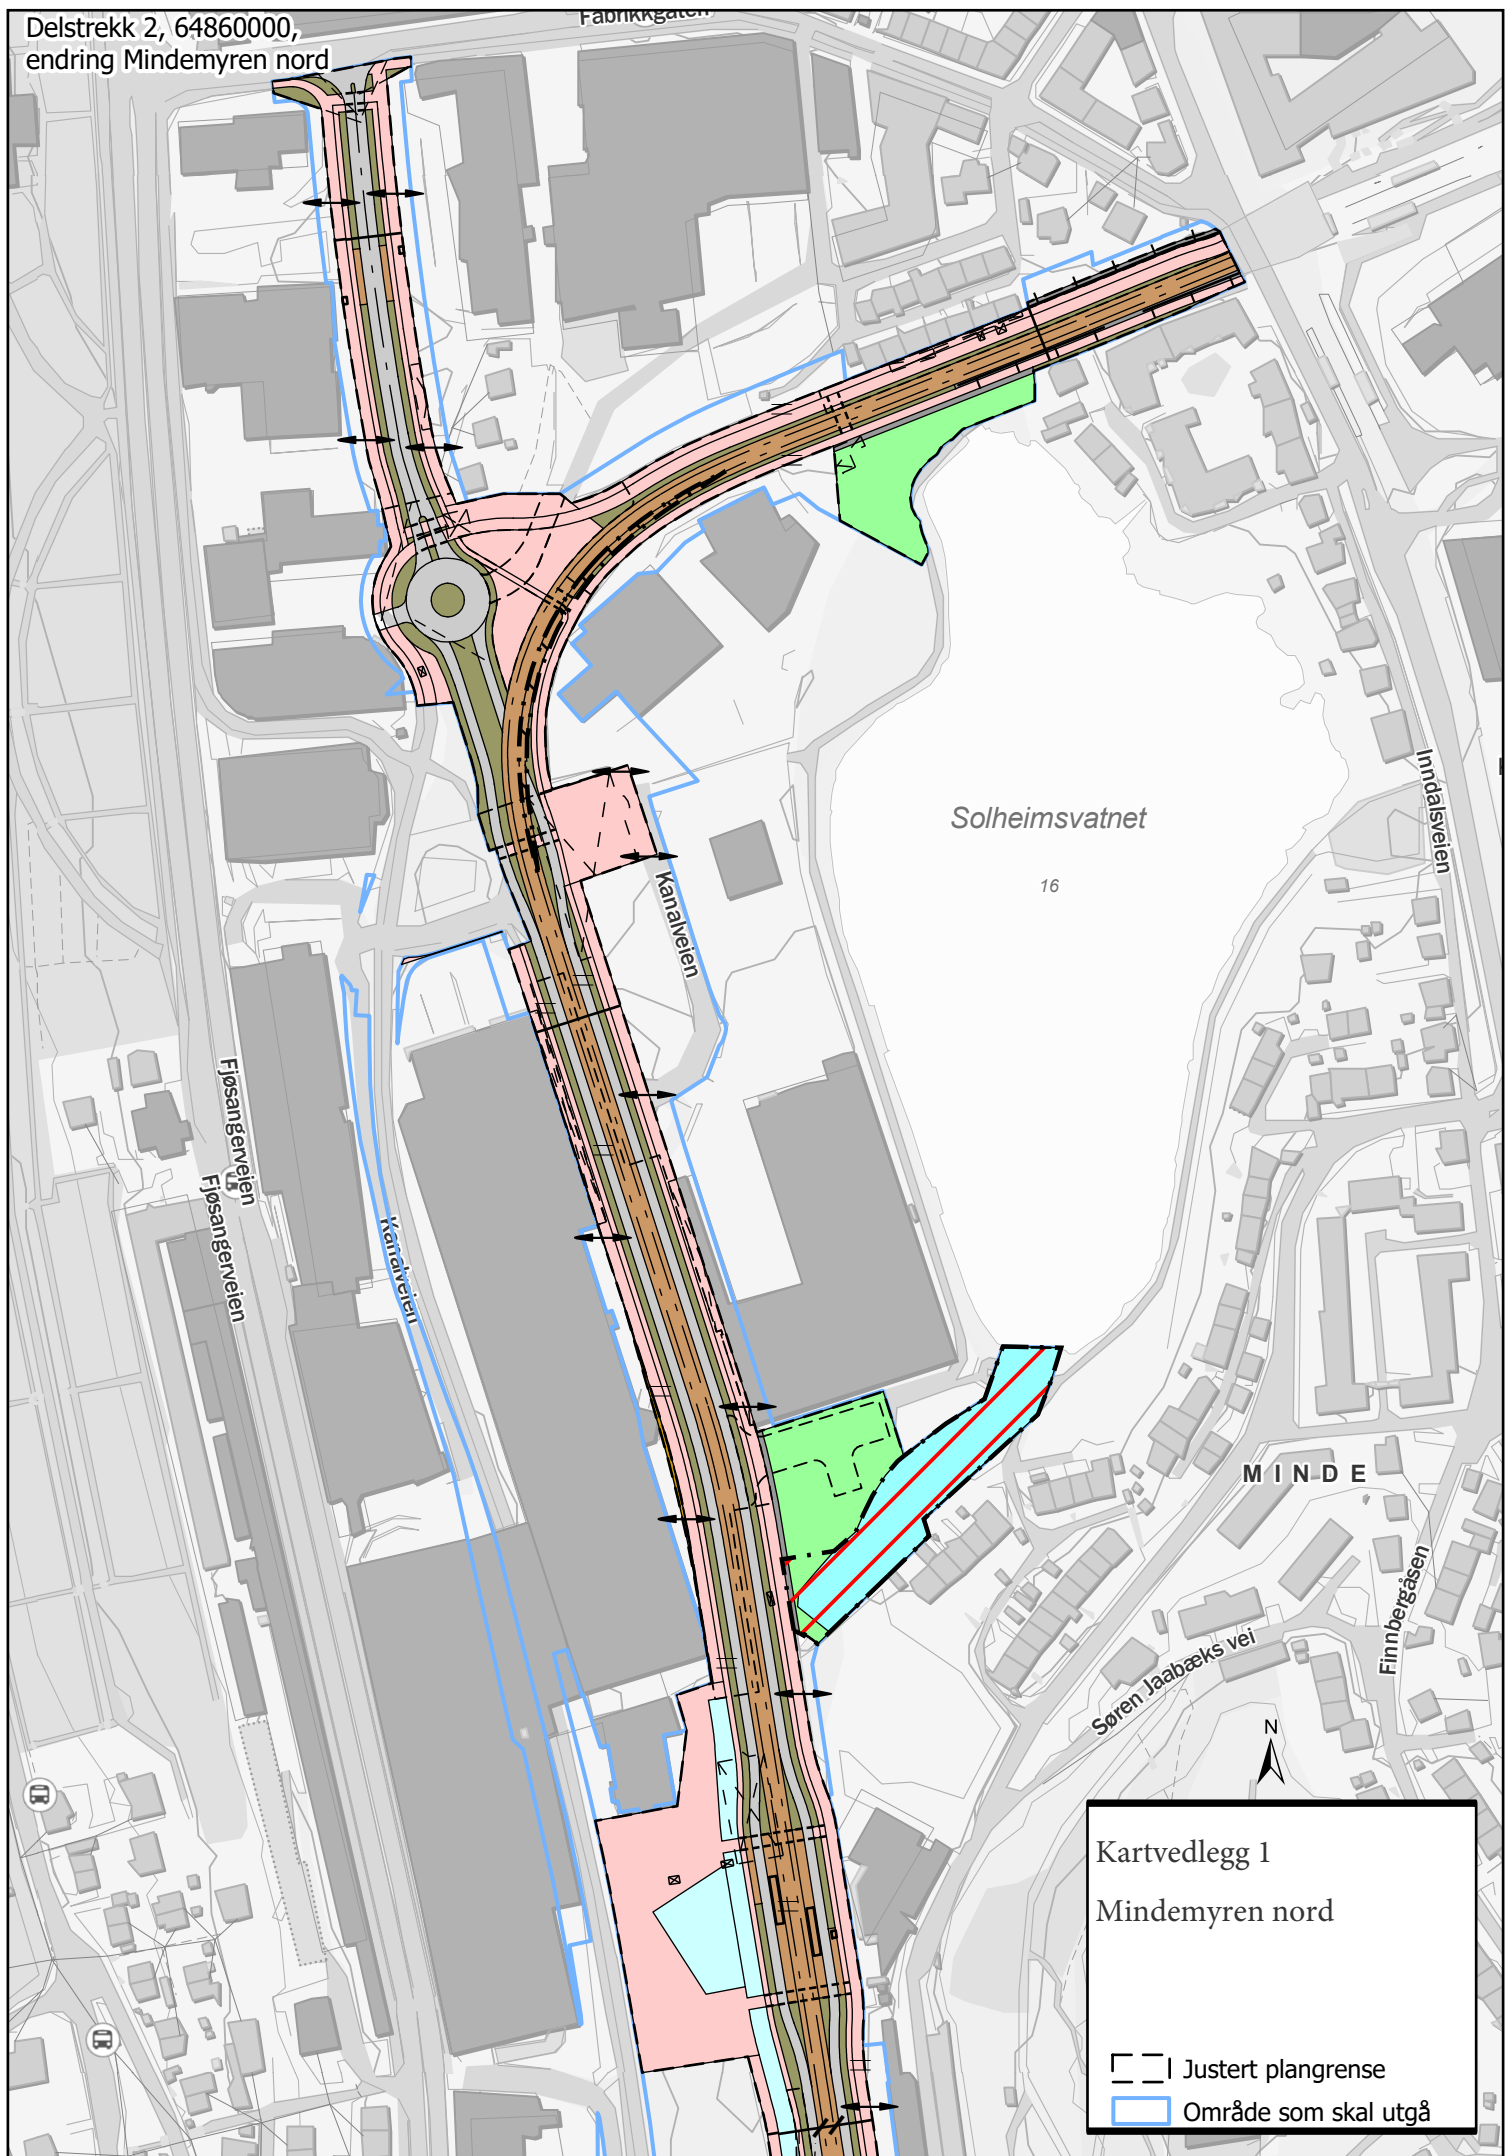 Delstrekk 2, 64860000,
endring Mindemyren nord
Fabrikkgaten
Solheimsvatnet
16
Inndalsveien
Kanalveien
Fjøsangerveien
Fjøsangerveien
Kanalveien
MINDE
Finnbergåsen
Søren Jaabæks vei
N
Kartvedlegg 1
Mindemyren nord
Justert plangrense
Område som skal utgå